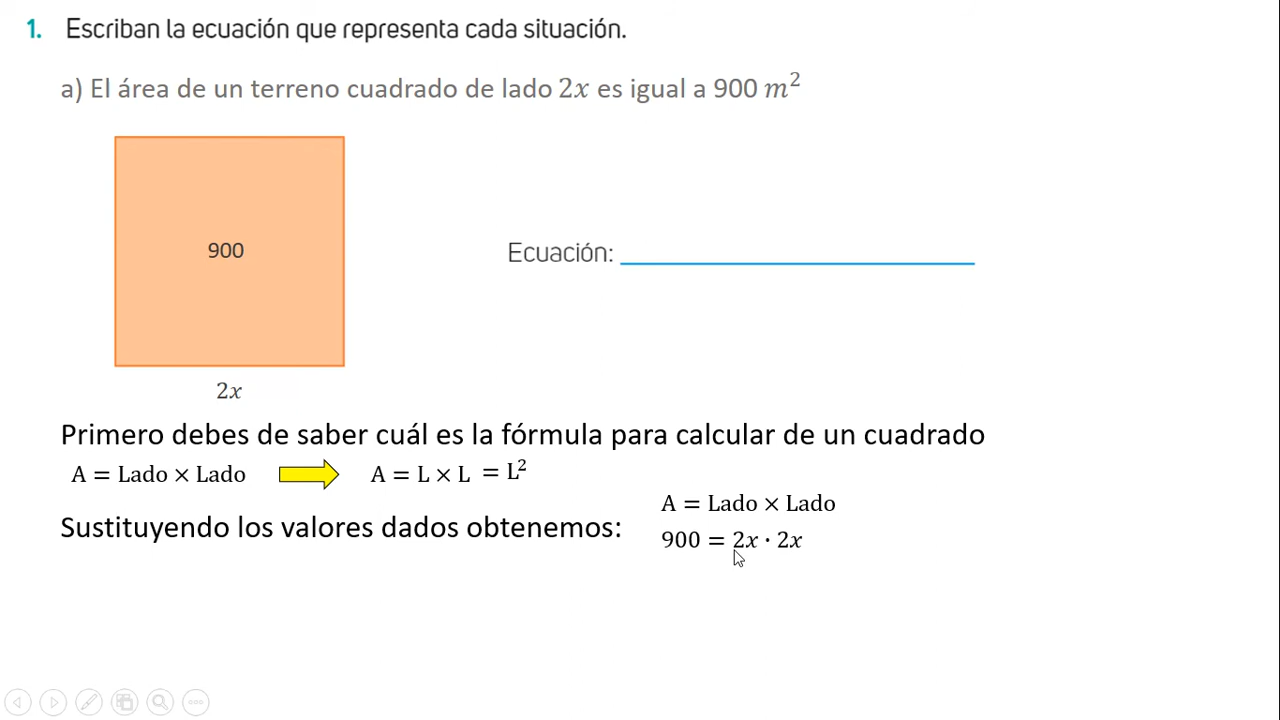 1. Escriban la ecuación que representa cada situación.
a) El área de un terreno cuadrado de lado 2x es igual a 900 m²
900
Ecuación: 
2x
Primero debes de saber cuál es la fórmula para calcular de un cuadrado
A = Lado × Lado A = L × L = L²
Sustituyendo los valores dados obtenemos:
A = Lado × Lado
900 = 2x · 2x